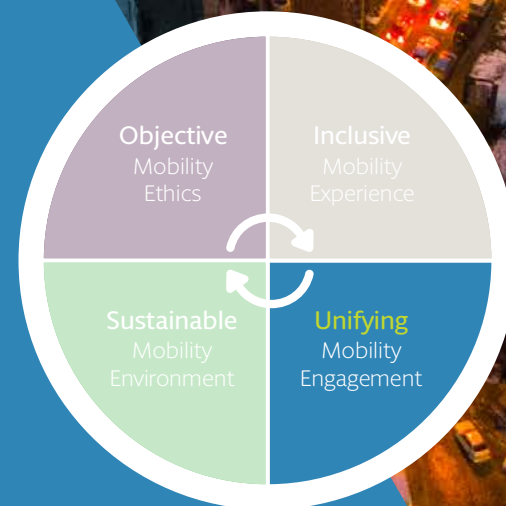 Objective
Mobility
Ethics
Inclusive
Mobility
Experience
Sustainable
Mobility
Environment
Unifying
Mobility
Engagement